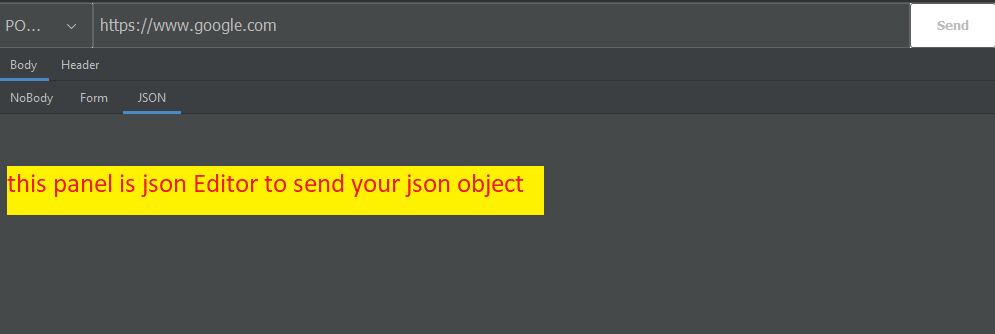 PO... https://www.google.com Send
Body Header
NoBody Form JSON
this panel is json Editor to send your json object